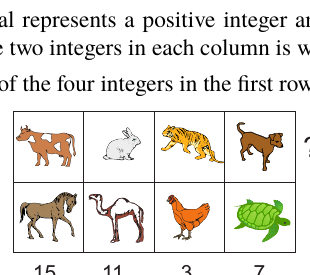 al represents a positive integer an
e two integers in each column is w
of the four integers in the first row
?
15 11 3 7